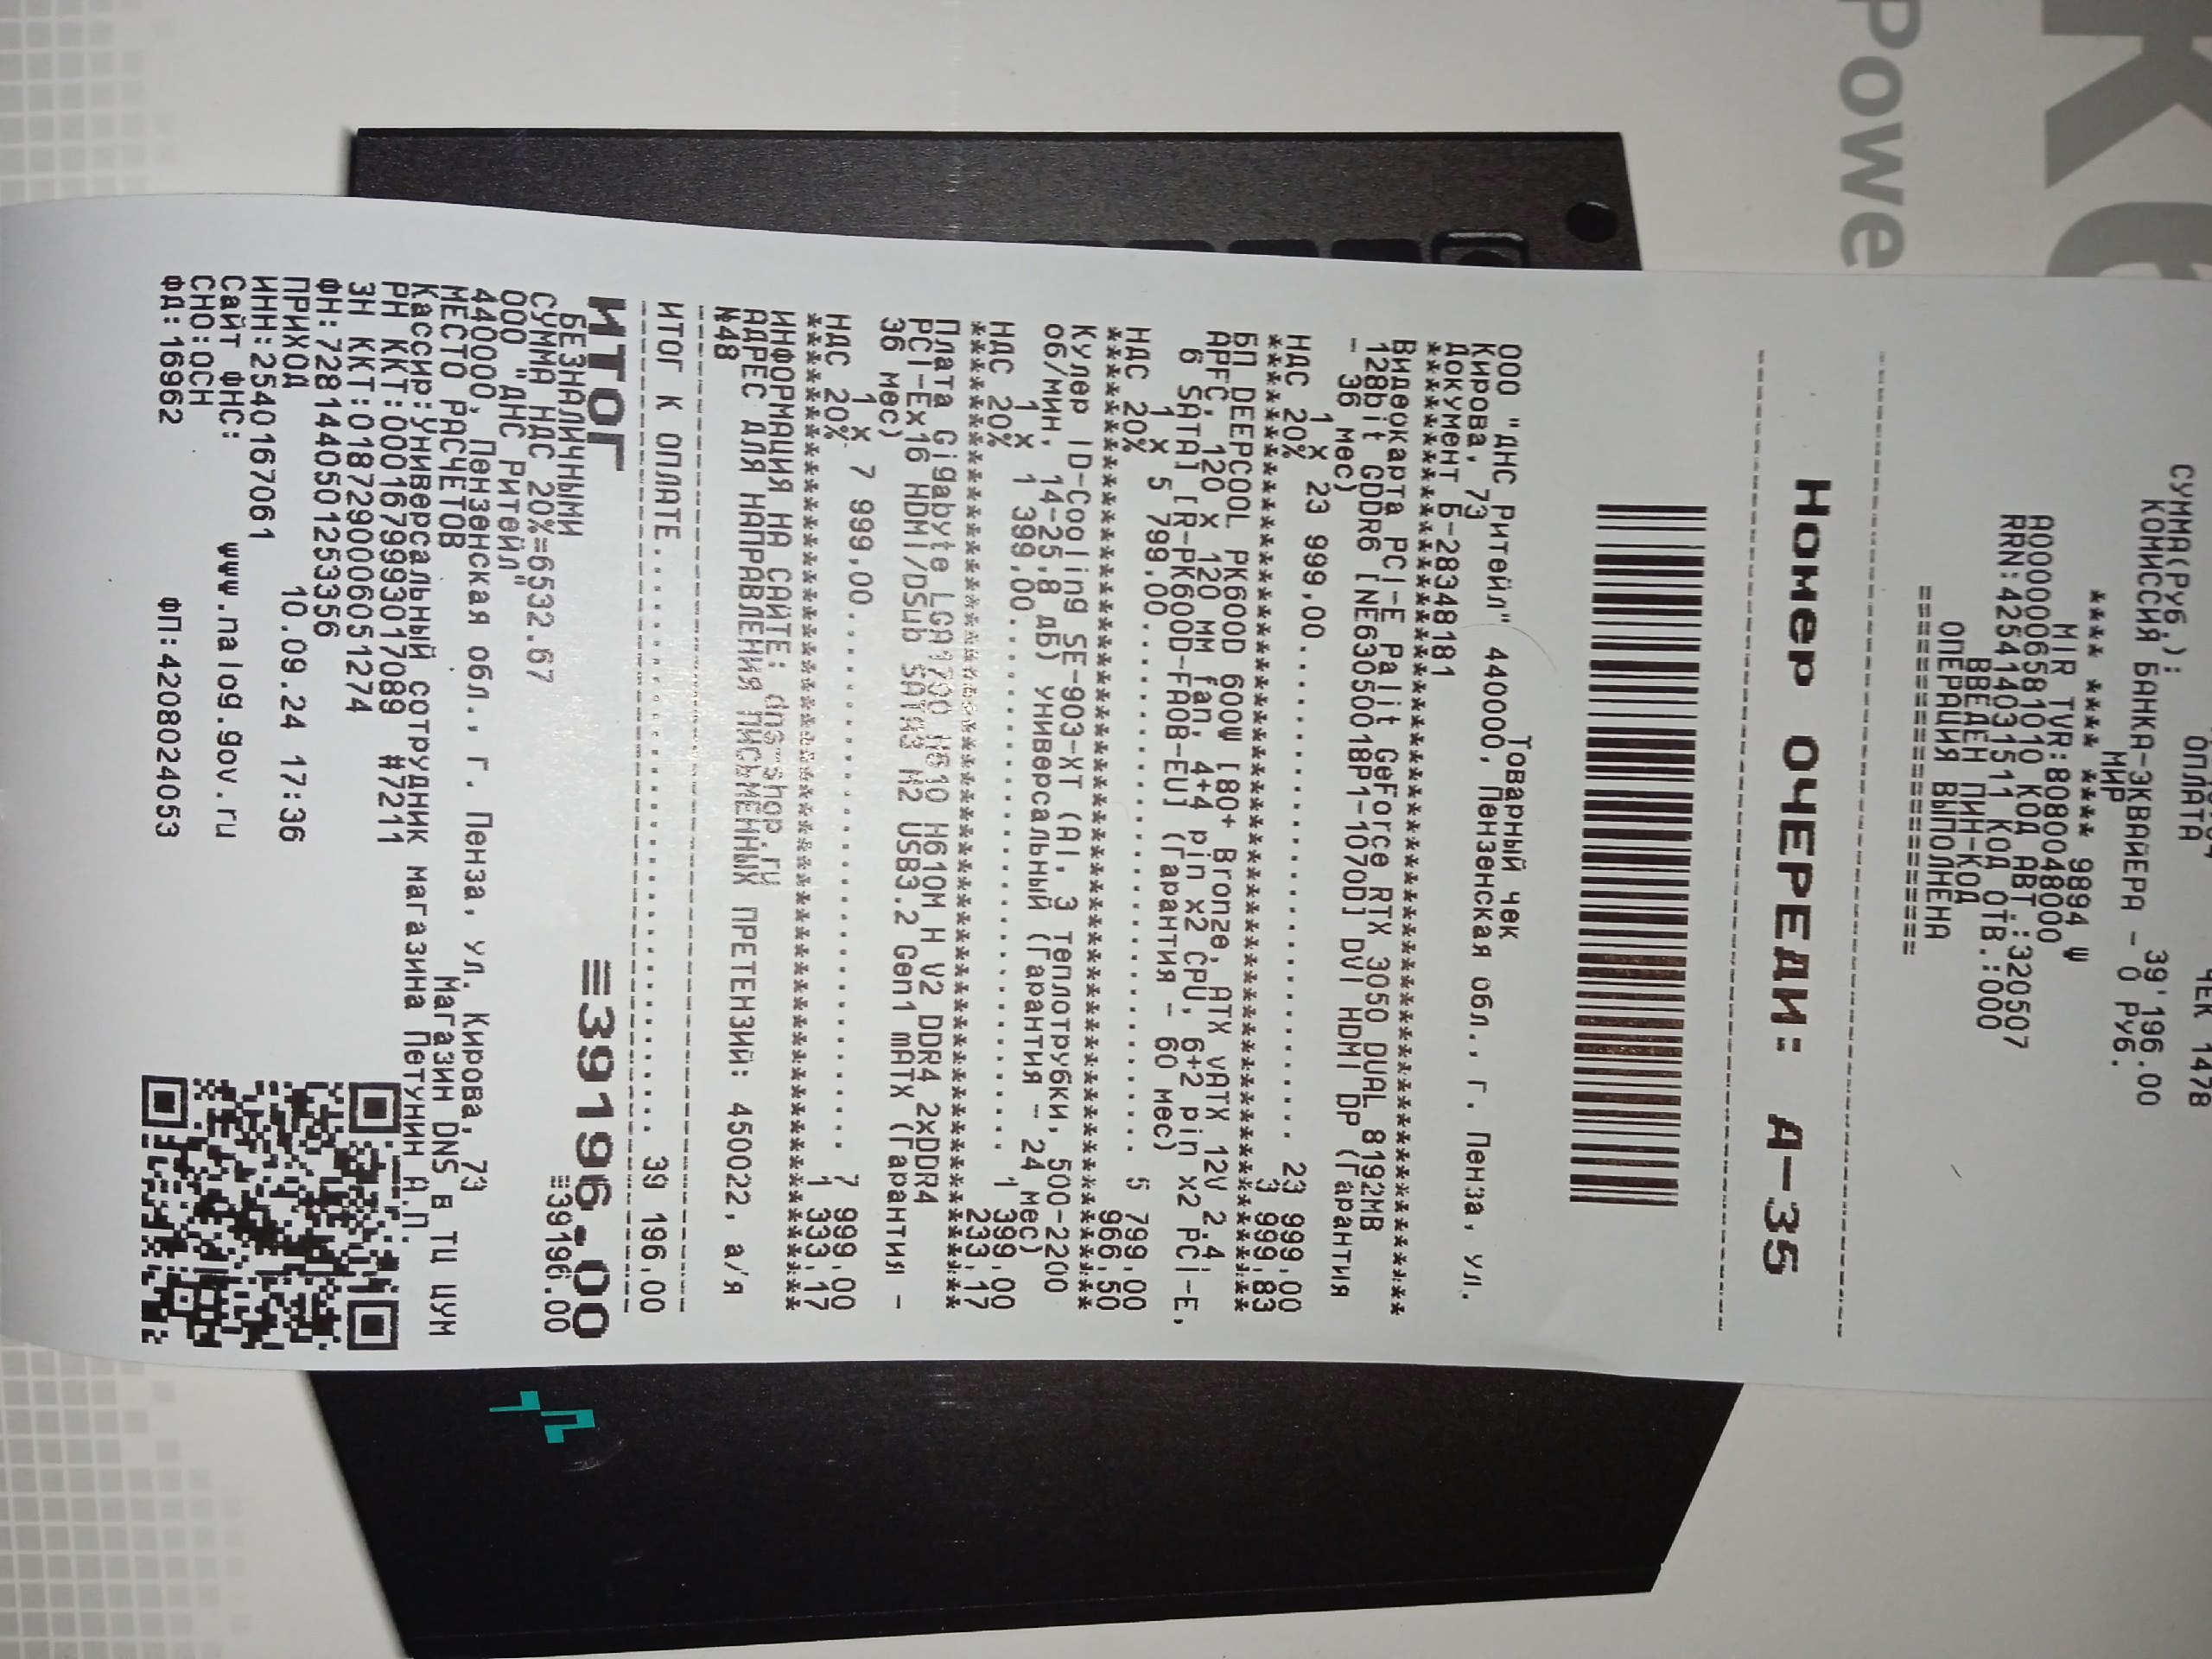 ЧЕК 1478
ОПЛАТА
СУММА(Руб.): 39'196.00
КОМИССИЯ БАНКА-ЭКВАЙЕРА - 0 Руб.
МИР
**** **** **** 9894 Ψ
MIR TVR:8080048000
A0000006581010 КОД АВТ.:320507
RRN:425414031511 КОД ОТВ.:000
ВВЕДЕН ПИН-КОД
ОПЕРАЦИЯ ВЫПОЛНЕНА
==============================
Номер ОЧЕРЕДИ: А-35
Товарный чек
ООО "ДНС Ритейл" 440000, Пензенская обл., г. Пенза, ул.
Кирова, 73
Документ Б-28348181
Видеокарта PCI-E Palit GeForce RTX 3050 DUAL 8192MB
128bit GDDR6 [NE63050018P1-1070D] DVI HDMI DP (Гарантия
- 36 мес)
1 x 23 999,00 23 999,00
НДС 20% 3 999,83
БП DEEPCOOL PK600D 600W [80+ Bronze, ATX vATX 12V 2.4,
APFC, 120 x 120 мм fan, 4+4 pin x2 CPU, 6+2 pin x2 PCI-E,
6 SATA] [R-PK600D-FA0B-EU] (Гарантия - 60 мес)
1 x 5 799,00 5 799,00
НДС 20% 966,50
Кулер ID-Cooling SE-903-XT (Al, 3 теплотрубки, 500-2200
об/мин, 14-25,8 дБ) универсальный (Гарантия - 24 мес)
1 x 1 399,00 1 399,00
НДС 20% 233,17
Плата Gigabyte LGA1700 H610 H610M H V2 DDR4 2xDDR4
PCI-Ex16 HDMI/DSub SATA3 M2 USB3.2 Gen1 mATX (Гарантия -
36 мес)
1 x 7 999,00 7 999,00
НДС 20% 1 333,17
ИНФОРМАЦИЯ НА САЙТЕ: dns-shop.ru
АДРЕС ДЛЯ НАПРАВЛЕНИЯ ПИСЬМЕННЫХ ПРЕТЕНЗИЙ: 450022, а/я
№48
ИТОГ К ОПЛАТЕ 39 196,00
ИТОГ ≡39196.00
БЕЗНАЛИЧНЫМИ ≡39196.00
СУММА НДС 20%=6532.67
ООО "ДНС РИТЕЙЛ"
440000, Пензенская обл., г. Пенза, ул. Кирова, 73
МЕСТО РАСЧЕТОВ Магазин DNS в ТЦ ЦУМ
Кассир:Универсальный сотрудник магазина Петунин А.П.
РН ККТ:0001679993017089 #7211
ЗН ККТ:0187290006051274
ФН:7281440501253356
ПРИХОД 10.09.24 17:36
ИНН:2540167061
Сайт ФНС: www.nalog.gov.ru
СНО:ОСН
ФД:16962 ФП:4208024053
Powe